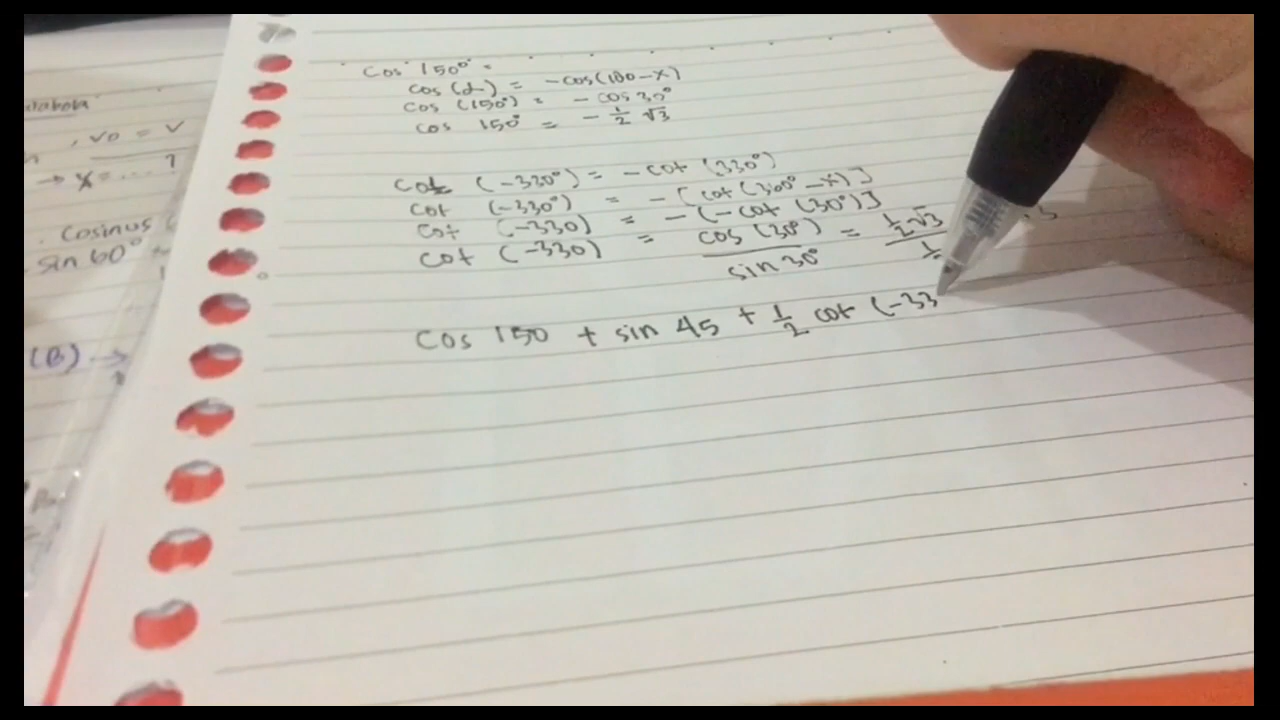 cos 150° =
cos (α) = -cos(180-x)
cos (150°) = - cos 30°
cos 150° = - 1/2 √3
cot (-330°) = -cot (330°)
cot (-330°) = - [cot (360° -x)]
cot (-330) = -(-cot (30°)]
cot (-330) = cos (30°)/sin 30° = 1/2 √3
cos 150 + sin 45 + 1/2 cot (-33
, Vo = V
?
→ x = ...
cosinus
sin 60°
(B) →